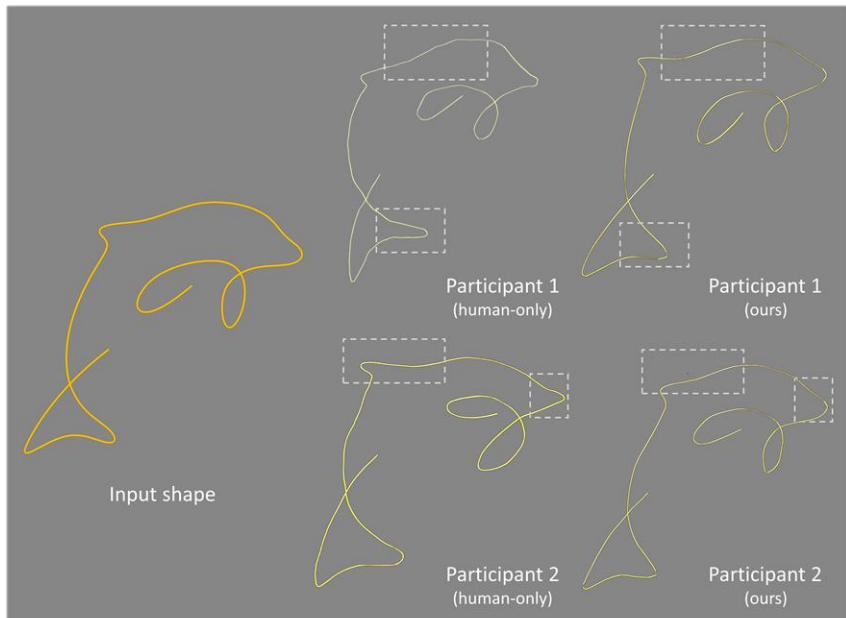 Participant 1
(human-only)
Participant 1
(ours)
Input shape
Participant 2
(human-only)
Participant 2
(ours)